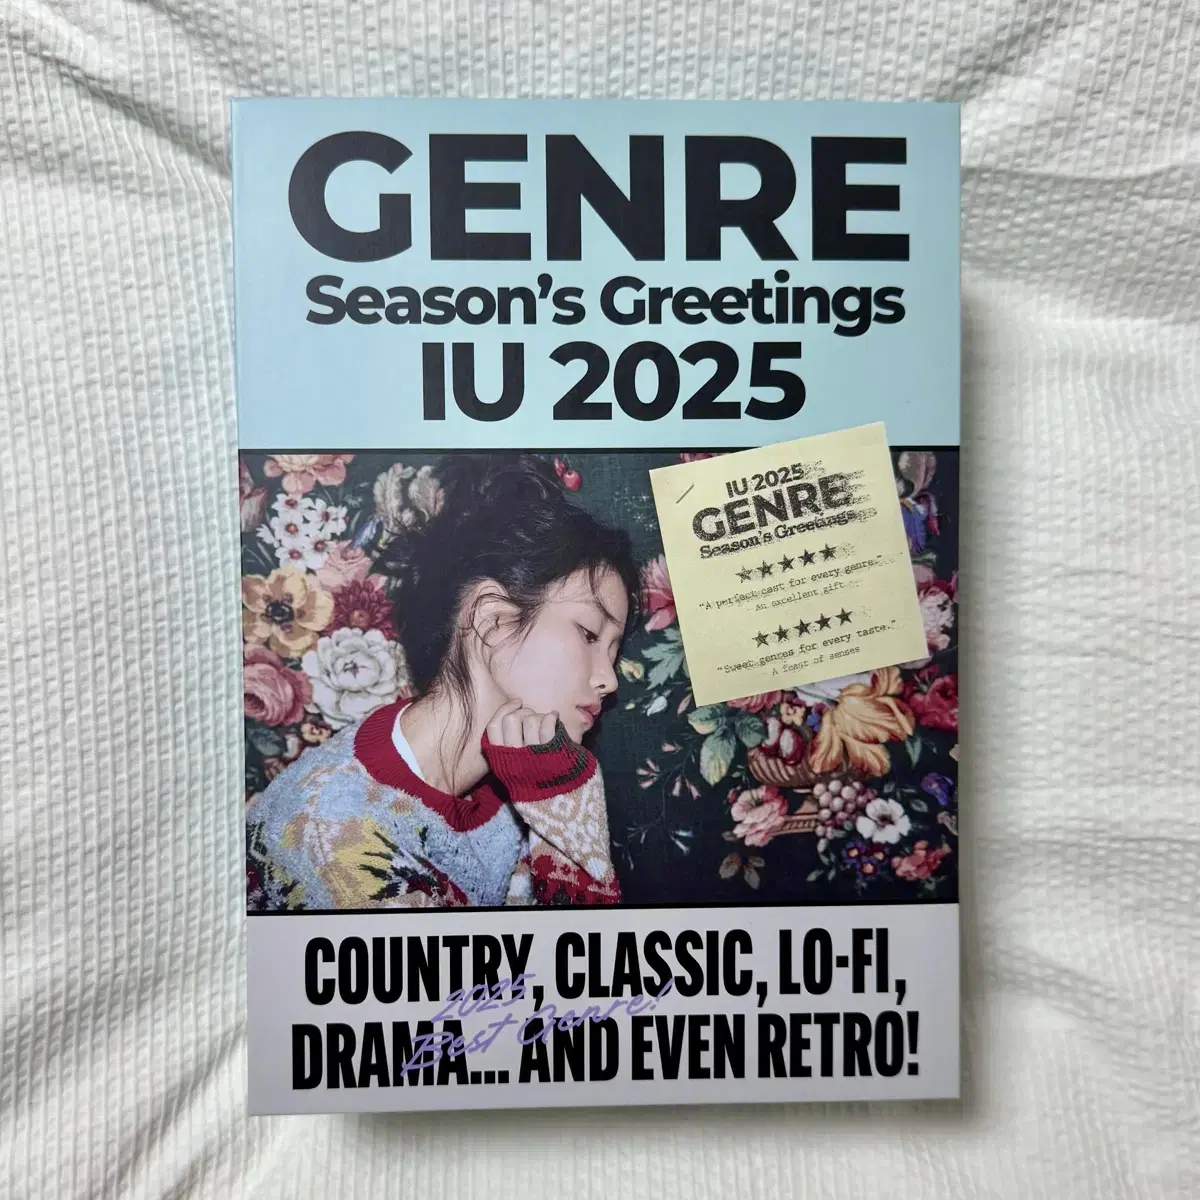 GENRE
Season's Greetings
IU 2025
IU 2025
GENRE
Season's Greetings
★★★★★
"A perfect cast for every genre."
An excellent gift
★★★★★
"Sweet genres for every taste."
A feast of senses
COUNTRY, CLASSIC, LO-FI,
DRAMA... AND EVEN RETRO!
2025
Best Genre!